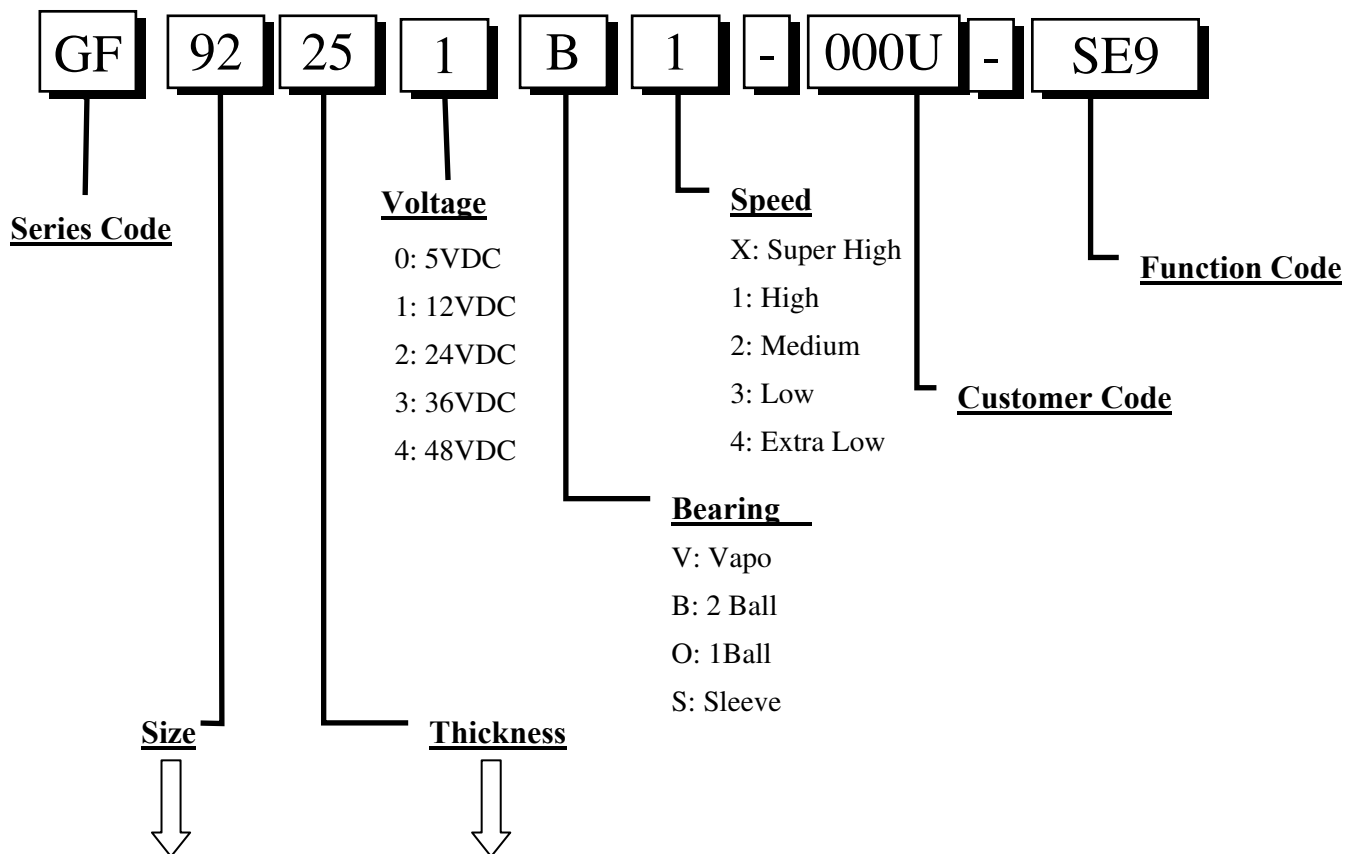 GF 92 25 1 B 1 - 000U - SE9
Series Code
Voltage
0: 5VDC
1: 12VDC
2: 24VDC
3: 36VDC
4: 48VDC
Speed
X: Super High
1: High
2: Medium
3: Low
4: Extra Low
Function Code
Customer Code
Bearing
V: Vapo
B: 2 Ball
O: 1Ball
S: Sleeve
Size
Thickness